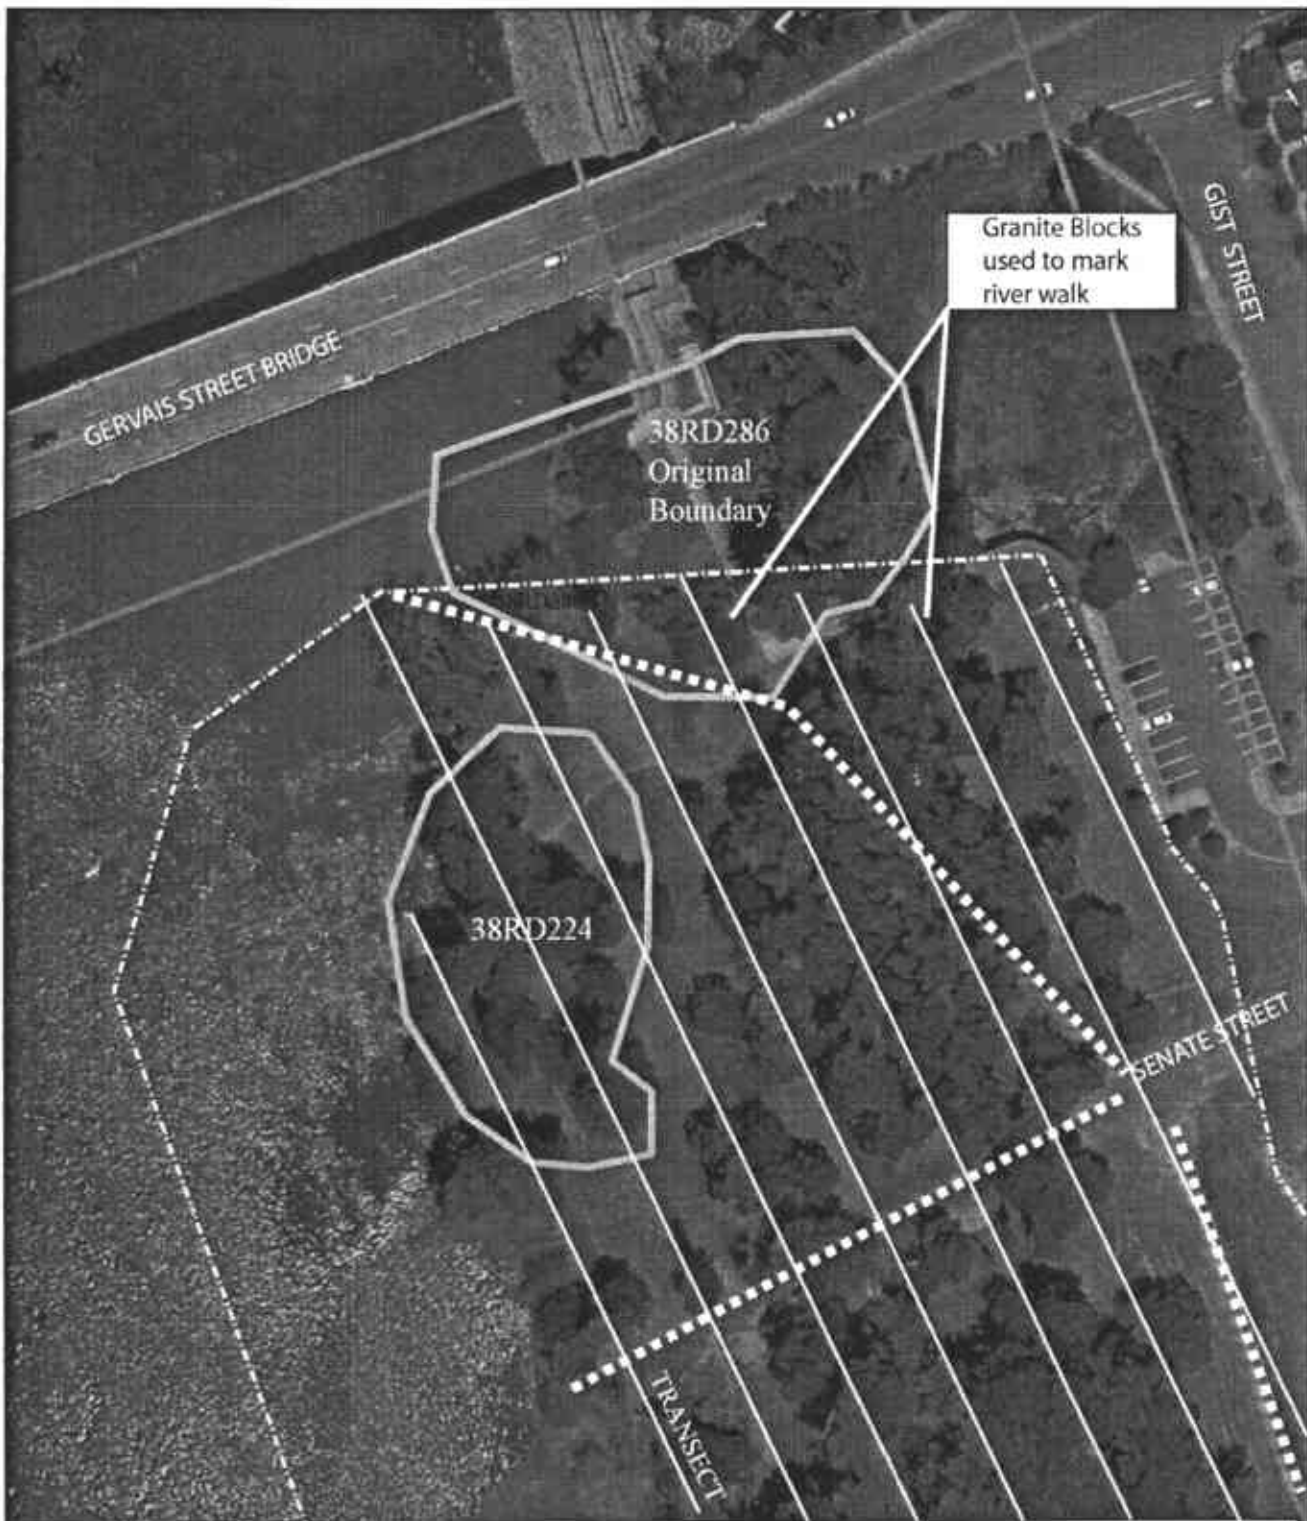 GIST STREET
Granite Blocks
used to mark
river walk
GERVAIS STREET BRIDGE
38RD286
Original
Boundary
38RD224
SENATE STREET
TRANSECT